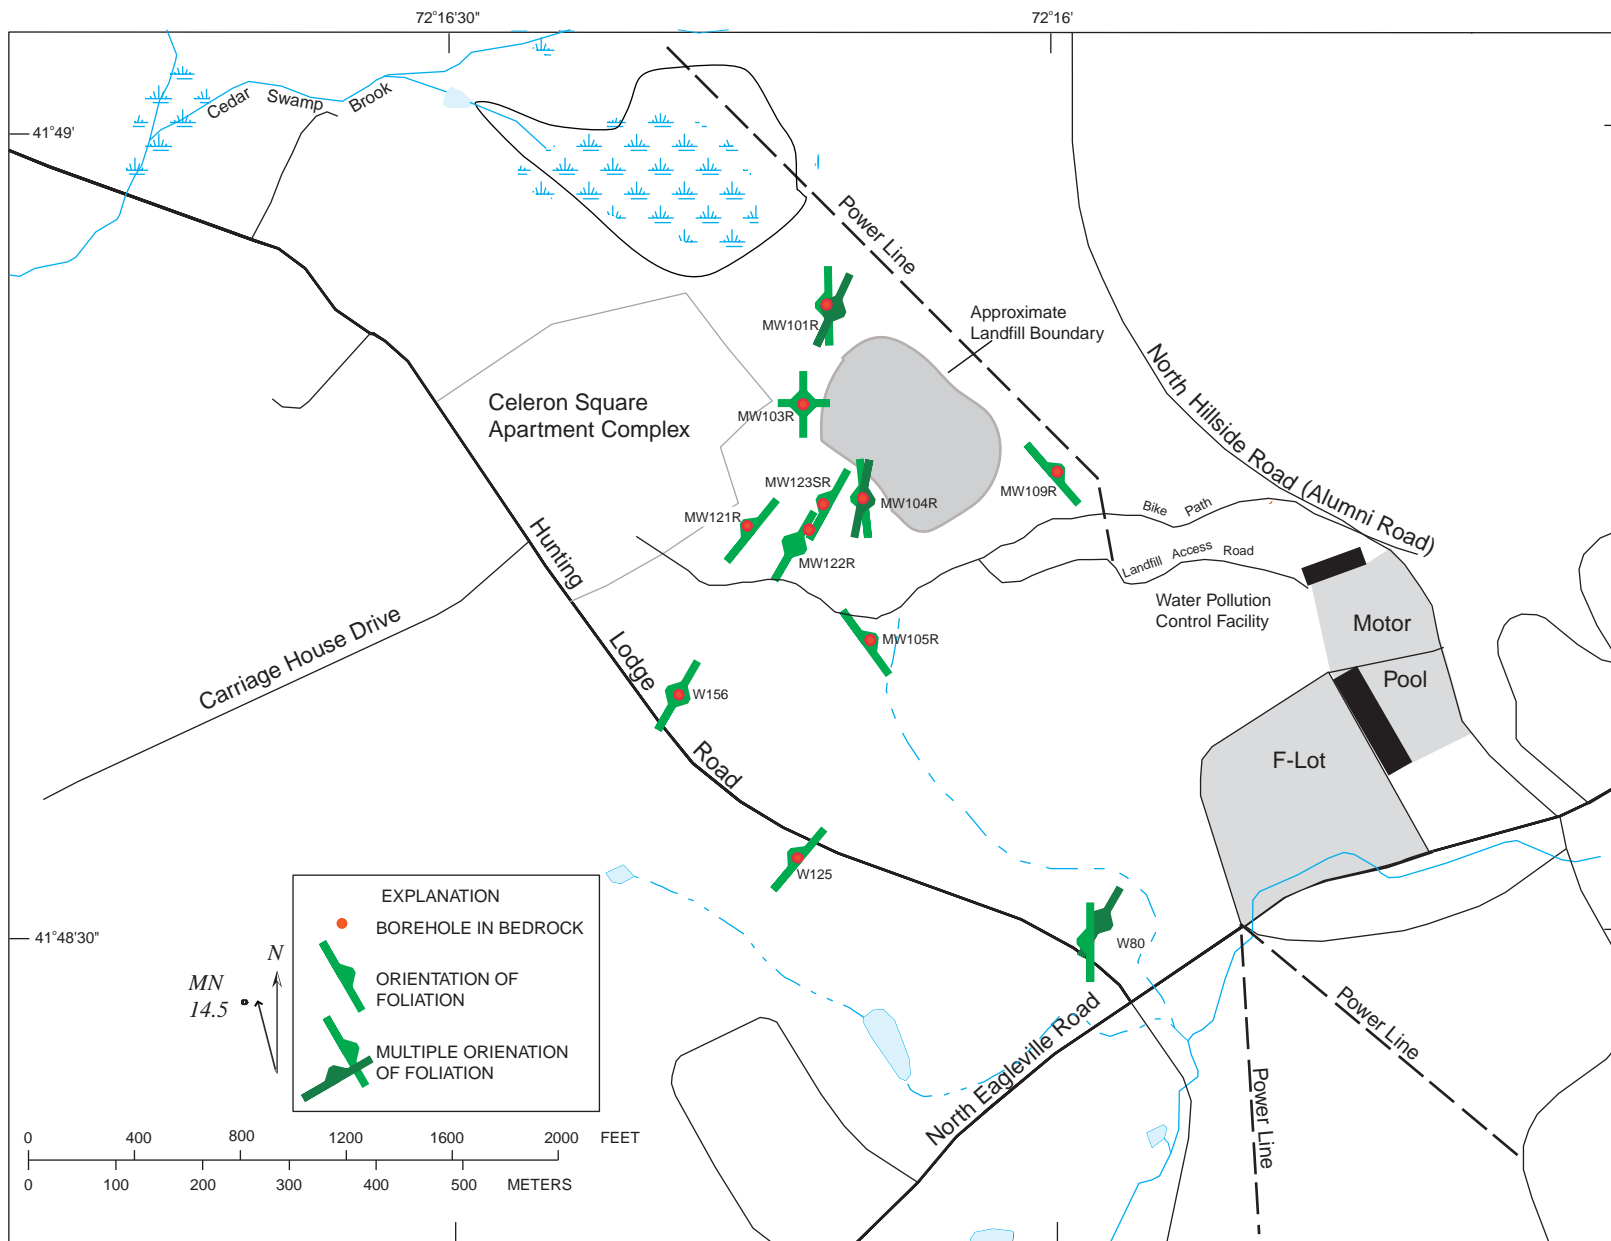 72°16'30"
72°16'
41°49'
Cedar Swamp Brook
Power Line
Approximate
Landfill Boundary
MW101R
North Hillside Road (Alumni Road)
Celeron Square
Apartment Complex
MW103R
MW109R
MW123SR
MW104R
MW121R
Bike Path
Hunting Lodge Road
MW122R
Landfill Access Road
Water Pollution
Control Facility
Motor
Pool
MW105R
Carriage House Drive
W156
F-Lot
W125
W80
41°48'30"
EXPLANATION
BOREHOLE IN BEDROCK
ORIENTATION OF
FOLIATION
MULTIPLE ORIENATION
OF FOLIATION
N
MN
14.5
North Eagleville Road
Power Line
Power Line
0 400 800 1200 1600 2000 FEET
0 100 200 300 400 500 METERS